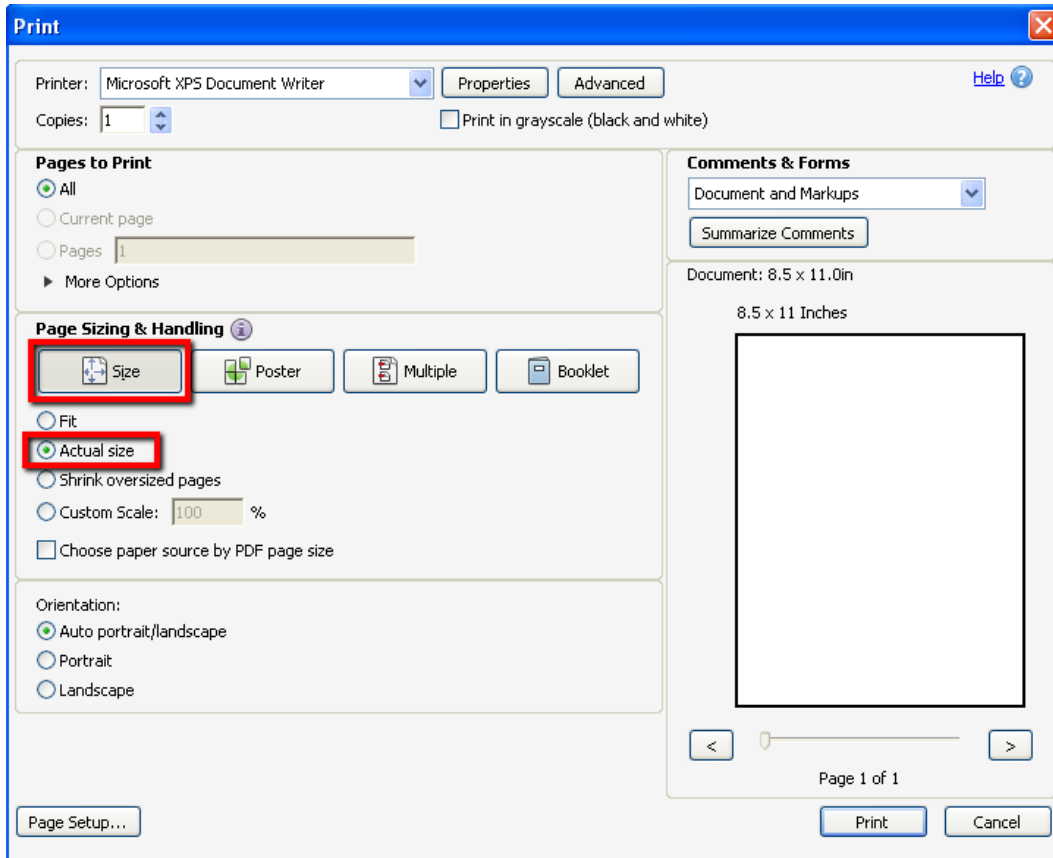 Print
Printer: Microsoft XPS Document Writer Properties Advanced Help ?
Copies: 1 Print in grayscale (black and white)
Pages to Print
All
Current page
Pages 1
More Options
Comments & Forms
Document and Markups
Summarize Comments
Page Sizing & Handling i
Size Poster Multiple Booklet
Fit
Actual size
Shrink oversized pages
Custom Scale: 100 %
Choose paper source by PDF page size
Orientation:
Auto portrait/landscape
Portrait
Landscape
Document: 8.5 x 11.0in
8.5 x 11 Inches
< >
Page 1 of 1
Page Setup... Print Cancel